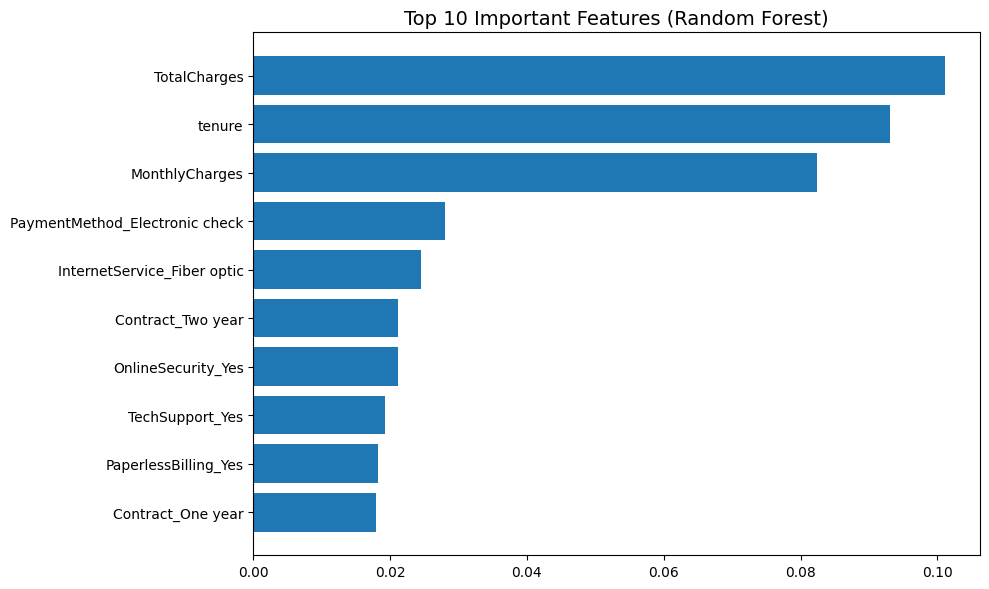 Top 10 Important Features (Random Forest)
TotalCharges
tenure
MonthlyCharges
PaymentMethod_Electronic check
InternetService_Fiber optic
Contract_Two year
OnlineSecurity_Yes
TechSupport_Yes
PaperlessBilling_Yes
Contract_One year
0.00 0.02 0.04 0.06 0.08 0.10